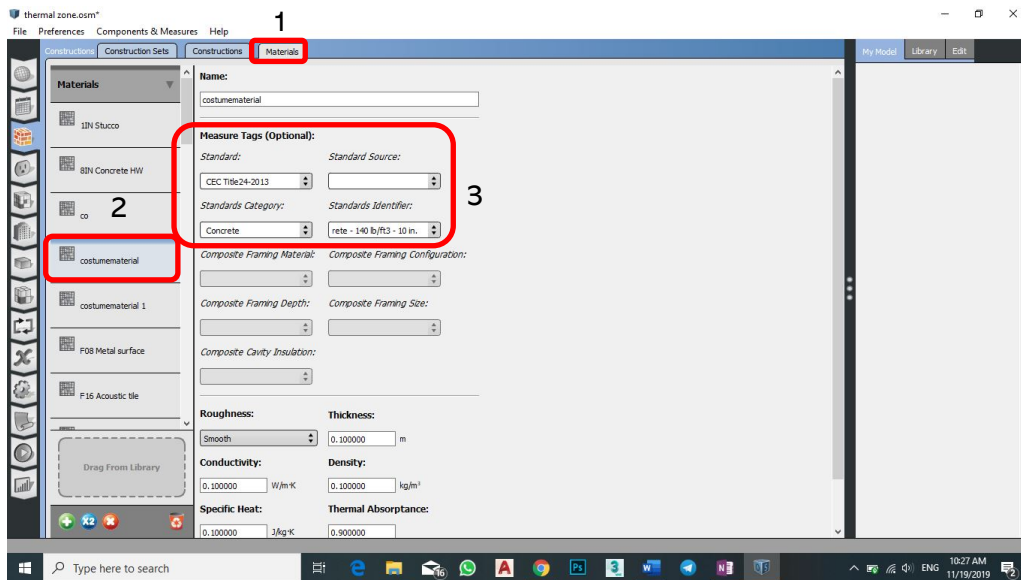 thermal zone.osm*
1
File Preferences Components & Measures Help
Constructions Construction Sets Constructions Materials
My Model Library Edit
Materials
1IN Stucco
8IN Concrete HW
co
2
costumematerial
costumematerial 1
F08 Metal surface
F16 Acoustic tile
Drag From Library
x2
Name:
costumematerial
Measure Tags (Optional):
Standard: Standard Source:
CEC Title24-2013
3
Standards Category: Standards Identifier:
Concrete rete - 140 lb/ft3 - 10 in.
Composite Framing Material: Composite Framing Configuration:
Composite Framing Depth: Composite Framing Size:
Composite Cavity Insulation:
Roughness: Thickness:
Smooth 0.100000 m
Conductivity: Density:
0.100000 W/m·K 0.100000 kg/m³
Specific Heat: Thermal Absorptance:
0.100000 J/kg·K 0.900000
Type here to search
16
A
Ps
3
W
N
ENG
10:27 AM
11/19/2019
2